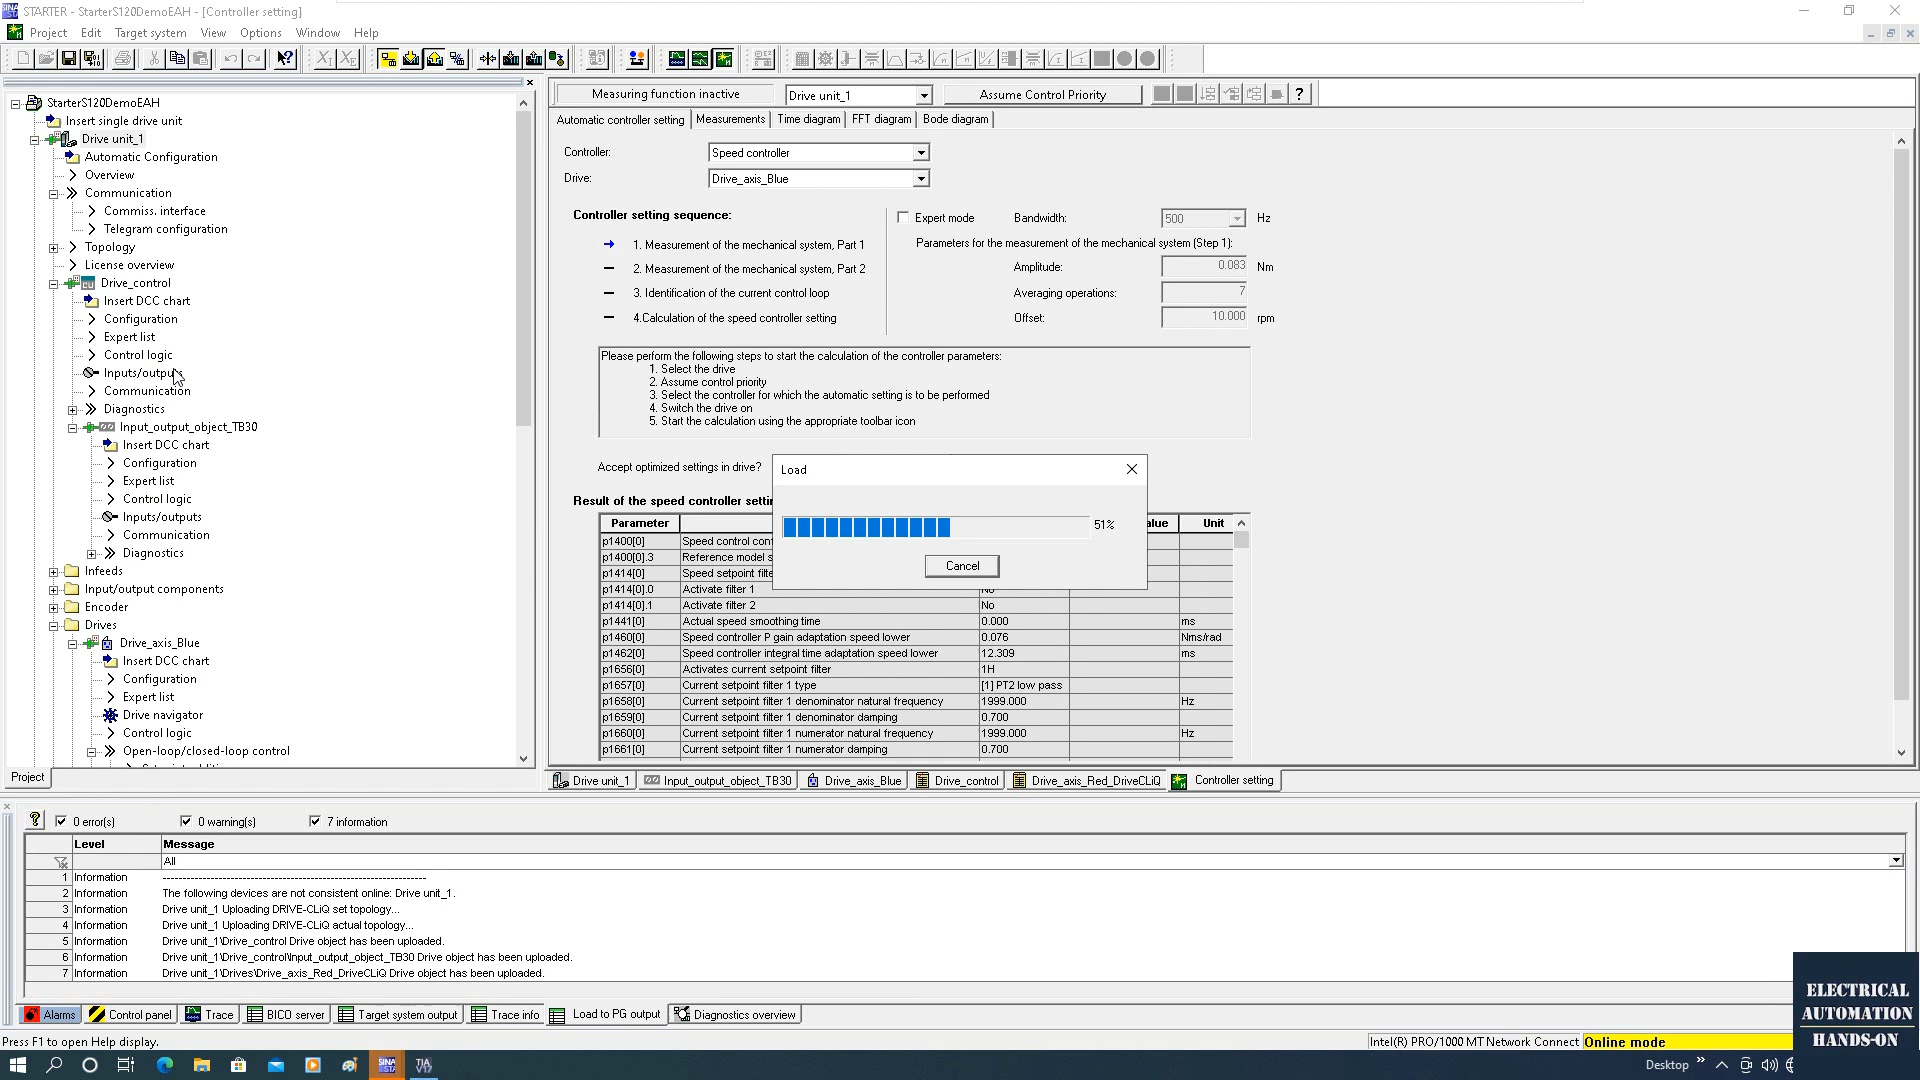 STARTER - StarterS120DemoEAH - [Controller setting]
Project Edit Target system View Options Window Help
Measuring function inactive Drive unit_1 Assume Control Priority
Automatic controller setting Measurements Time diagram FFT diagram Bode diagram
StarterS120DemoEAH
Insert single drive unit
Drive unit_1
Automatic Configuration
Overview
Communication
Commiss. interface
Telegram configuration
Topology
License overview
Drive_control
Insert DCC chart
Configuration
Expert list
Control logic
Inputs/outputs
Communication
Diagnostics
Input_output_object_TB30
Insert DCC chart
Configuration
Expert list
Control logic
Inputs/outputs
Communication
Diagnostics
Infeeds
Input/output components
Encoder
Drives
Drive_axis_Blue
Insert DCC chart
Configuration
Expert list
Drive navigator
Control logic
Open-loop/closed-loop control
Project
Controller: Speed controller
Drive: Drive_axis_Blue
Controller setting sequence:
1. Measurement of the mechanical system, Part 1
2. Measurement of the mechanical system, Part 2
3. Identification of the current control loop
4.Calculation of the speed controller setting
Expert mode Bandwidth: 500 Hz
Parameters for the measurement of the mechanical system (Step 1):
Amplitude: 0.083 Nm
Averaging operations: 7
Offset: 10.000 rpm
Please perform the following steps to start the calculation of the controller parameters:
1. Select the drive
2. Assume control priority
3. Select the controller for which the automatic setting is to be performed
4. Switch the drive on
5. Start the calculation using the appropriate toolbar icon
Accept optimized settings in drive?
Load
51%
Cancel
Result of the speed controller
Parameter Unit
p1400[0] Speed control
p1400[0].3 Reference model
p1414[0] Speed setpoint
p1414[0].0 Activate filter 1 No
p1414[0].1 Activate filter 2 No
p1441[0] Actual speed smoothing time 0.000 ms
p1460[0] Speed controller P gain adaptation speed lower 0.076 Nms/rad
p1462[0] Speed controller integral time adaptation speed lower 12.309 ms
p1656[0] Activates current setpoint filter 1H
p1657[0] Current setpoint filter 1 type [1] PT2 low pass
p1658[0] Current setpoint filter 1 denominator natural frequency 1999.000 Hz
p1659[0] Current setpoint filter 1 denominator damping 0.700
p1660[0] Current setpoint filter 1 numerator natural frequency 1999.000 Hz
p1661[0] Current setpoint filter 1 numerator damping 0.700
Drive unit_1 Input_output_object_TB30 Drive_axis_Blue Drive_control Drive_axis_Red_DriveCLiQ Controller setting
0 error(s) 0 warning(s) 7 information
Level Message
All
1 Information ------------------------------------------------------------------
2 Information The following devices are not consistent online: Drive unit_1.
3 Information Drive unit_1 Uploading DRIVE-CLiQ set topology...
4 Information Drive unit_1 Uploading DRIVE-CLiQ actual topology...
5 Information Drive unit_1\Drive_control Drive object has been uploaded.
6 Information Drive unit_1\Drive_control\Input_output_object_TB30 Drive object has been uploaded.
7 Information Drive unit_1\Drives\Drive_axis_Red_DriveCLiQ Drive object has been uploaded.
Alarms Control panel Trace BICO server Target system output Trace info Load to PG output Diagnostics overview
Press F1 to open Help display. Intel(R) PRO/1000 MT Network Connect Online mode
ELECTRICAL
AUTOMATION
HANDS-ON
Desktop